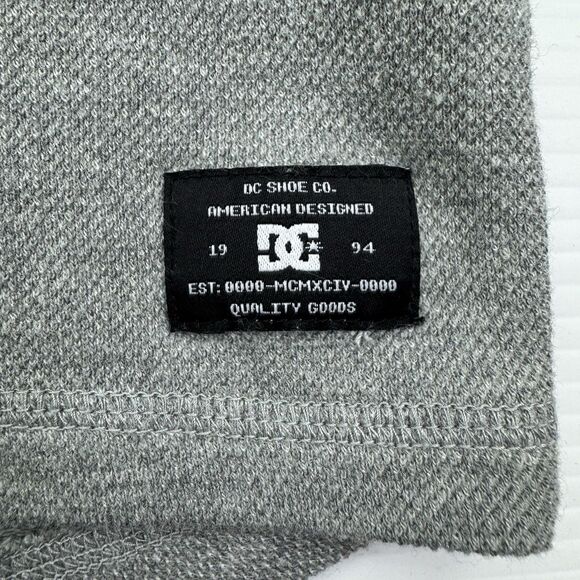 DC SHOE CO.
AMERICAN DESIGNED
19 DC 94
EST: 0000-MCMXCIV-0000
QUALITY GOODS